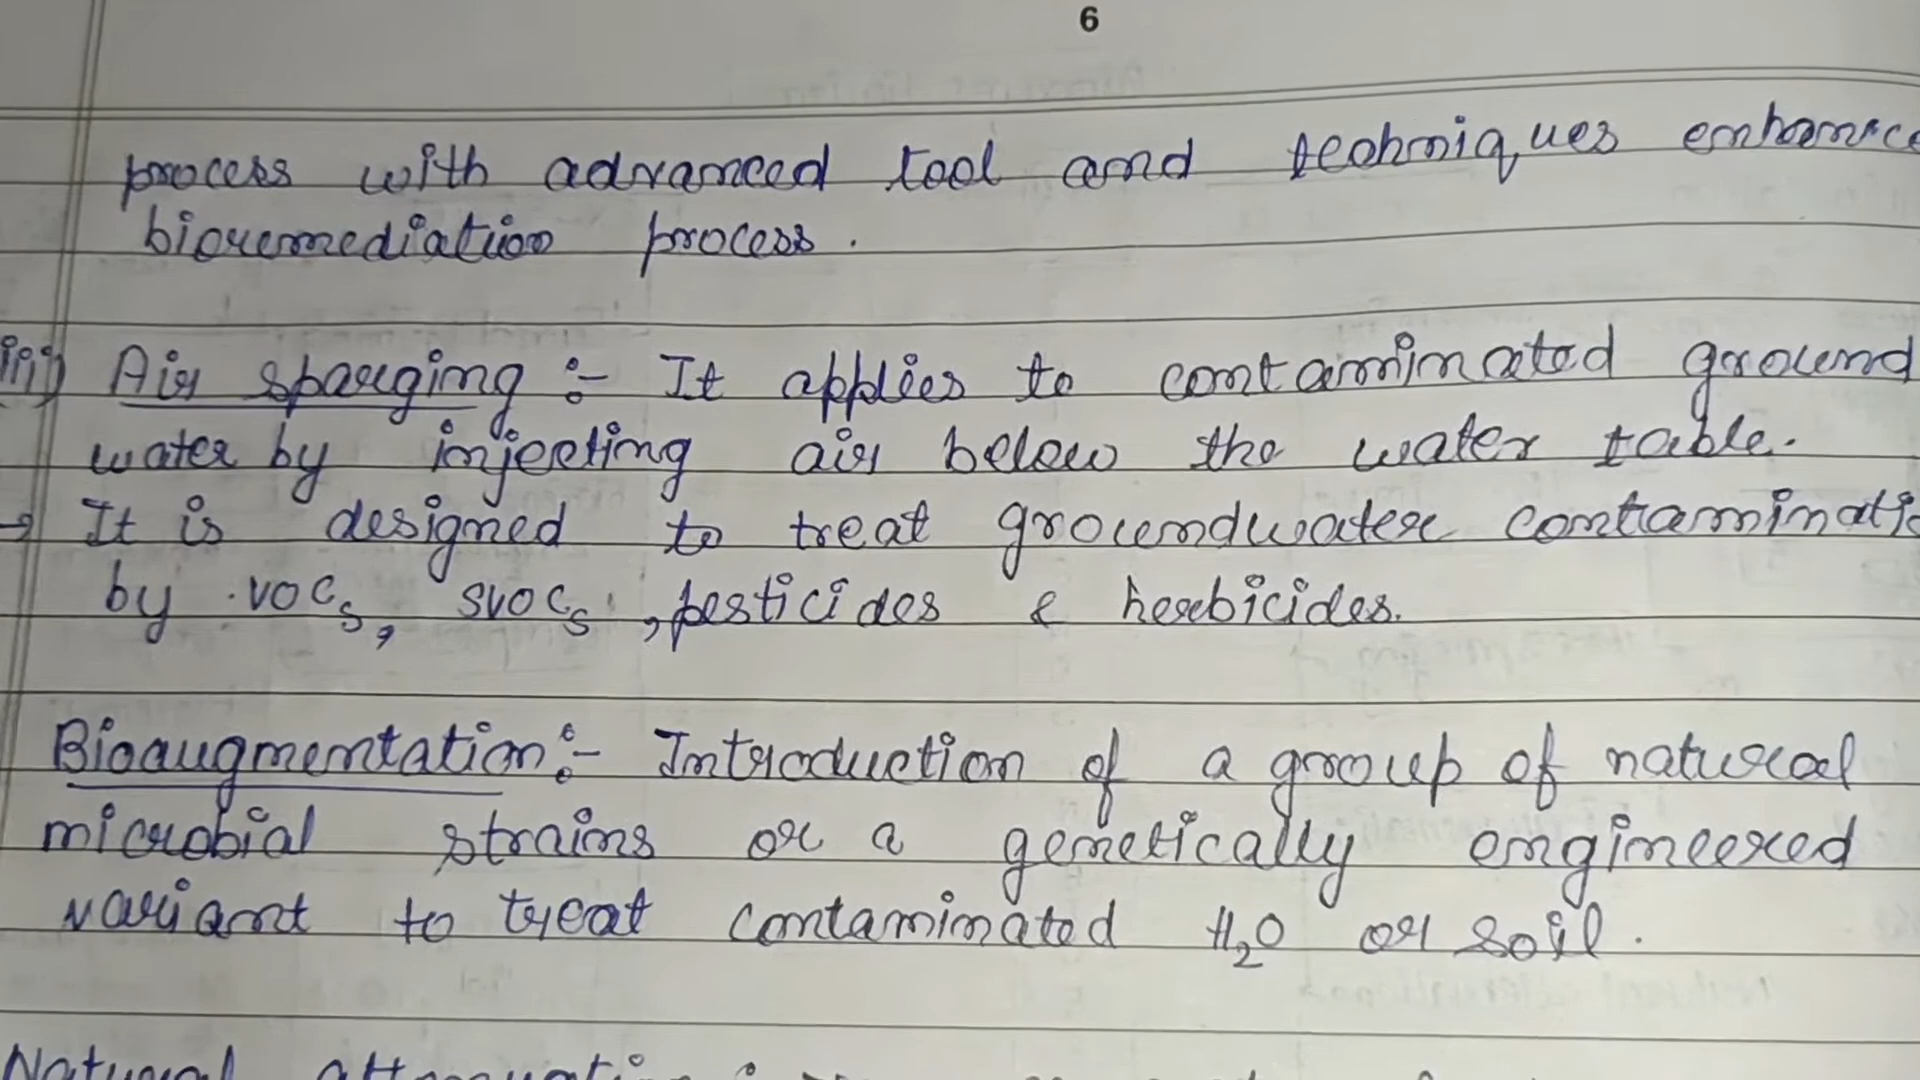 6
process with advanced tool and techniques enhance
bioremediation process.
iii) Air sparging :- It applies to contaminated ground
water by injecting air below the water table.
→ It is designed to treat groundwater contaminati
by VOCs, SVOCs, pesticides & herbicides.
Bioaugmentation :- Introduction of a group of natural
microbial strains or a genetically engineered
variant to treat contaminated H₂O or soil.
Natural attenuation :